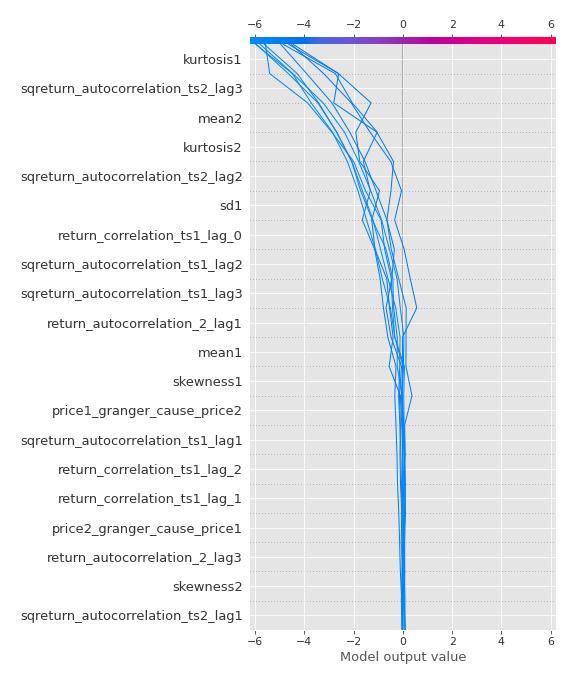 −6 −4 −2 0 2 4 6
kurtosis1
sqreturn_autocorrelation_ts2_lag3
mean2
kurtosis2
sqreturn_autocorrelation_ts2_lag2
sd1
return_correlation_ts1_lag_0
sqreturn_autocorrelation_ts1_lag2
sqreturn_autocorrelation_ts1_lag3
return_autocorrelation_2_lag1
mean1
skewness1
price1_granger_cause_price2
sqreturn_autocorrelation_ts1_lag1
return_correlation_ts1_lag_2
return_correlation_ts1_lag_1
price2_granger_cause_price1
return_autocorrelation_2_lag3
skewness2
sqreturn_autocorrelation_ts2_lag1
−6 −4 −2 0 2 4 6
Model output value